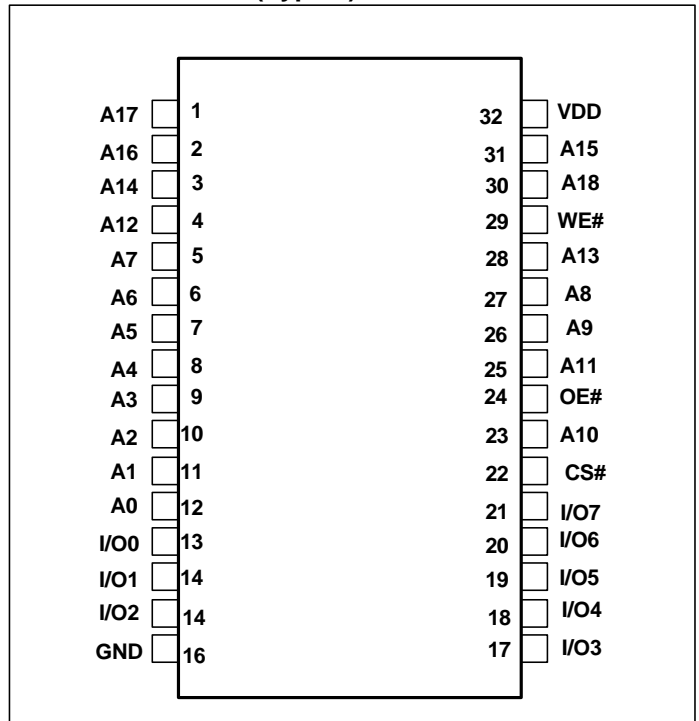 A17 1 32 VDD
A16 2 31 A15
A14 3 30 A18
A12 4 29 WE#
A7 5 28 A13
A6 6 27 A8
A5 7 26 A9
A4 8 25 A11
A3 9 24 OE#
A2 10 23 A10
A1 11 22 CS#
A0 12 21 I/O7
I/O0 13 20 I/O6
I/O1 14 19 I/O5
I/O2 14 18 I/O4
GND 16 17 I/O3